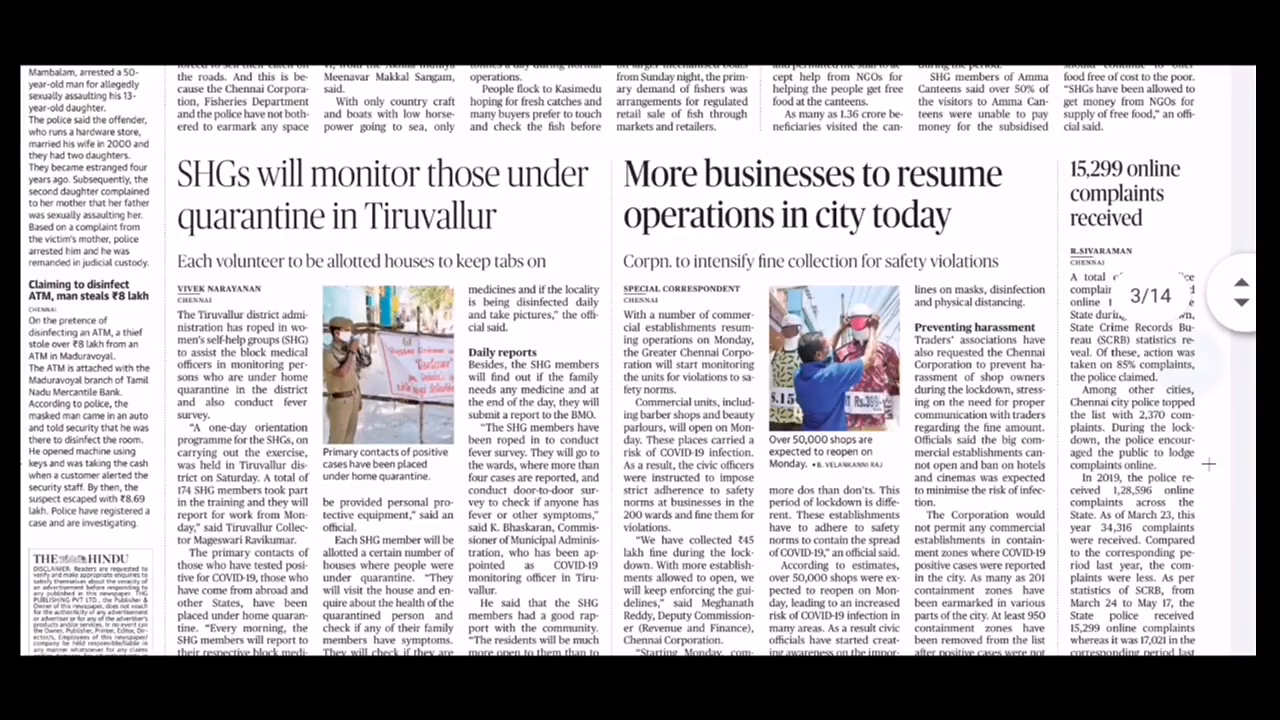 Mambalam, arrested a 50-
year-old man for allegedly
sexually assaulting his 13-
year-old daughter.
The police said the offender,
who runs a hardware store,
married his wife in 2000 and
they had two daughters.
They became estranged four
years ago. Subsequently, the
second daughter complained
to her mother that her father
was sexually assaulting her.
Based on a complaint from
the victim's mother, police
arrested him and he was
remanded in judicial custody.
Claiming to disinfect
ATM, man steals ₹8 lakh
CHENNAI
On the pretence of
disinfecting an ATM, a thief
stole over ₹8 lakh from an
ATM in Maduravoyal.
The ATM is attached with the
Maduravoyal branch of Tamil
Nadu Mercantile Bank.
According to police, the
masked man came in an auto
and told security that he was
there to disinfect the room.
He opened machine using
keys and was taking the cash
when a customer alerted the
security staff. By then, the
suspect escaped with ₹8.69
lakh. Police have registered a
case and are investigating.
THE HINDU
the roads. And this is be-
cause the Chennai Corpora-
tion, Fisheries Department
and the police have not both-
ered to earmark any space
Meenavar Makkal Sangam,
said.
With only country craft
and boats with low horse-
power going to sea, only
operations.
People flock to Kasimedu
hoping for fresh catches and
many buyers prefer to touch
and check the fish before
from Sunday night, the prim-
ary demand of fishers was
arrangements for regulated
retail sale of fish through
markets and retailers.
cept help from NGOs for
helping the people get free
food at the canteens.
As many as 1.36 crore be-
neficiaries visited the can-
SHG members of Amma
Canteens said over 50% of
the visitors to Amma Can-
teens were unable to pay
money for the subsidised
food free of cost to the poor.
"SHGs have been allowed to
get money from NGOs for
supply of free food," an offi-
cial said.
SHGs will monitor those under
quarantine in Tiruvallur
Each volunteer to be allotted houses to keep tabs on
VIVEK NARAYANAN
CHENNAI
The Tiruvallur district admi-
nistration has roped in wo-
men's self-help groups (SHG)
to assist the block medical
officers in monitoring per-
sons who are under home
quarantine in the district
and also conduct fever
survey.
"A one-day orientation
programme for the SHGs, on
carrying out the exercise,
was held in Tiruvallur dis-
trict on Saturday. A total of
174 SHG members took part
in the training and they will
report for work from Mon-
day," said Tiruvallur Collec-
tor Mageswari Ravikumar.
The primary contacts of
those who have tested posi-
tive for COVID-19, those who
have come from abroad and
other States, have been
placed under home quaran-
tine. "Every morning, the
SHG members will report to
their respective block medi-
Primary contacts of positive
cases have been placed
under home quarantine.
be provided personal pro-
tective equipment," said an
official.
Each SHG member will be
allotted a certain number of
houses where people were
under quarantine. "They
will visit the house and en-
quire about the health of the
quarantined person and
check if any of their family
members have symptoms.
They will check if they are
medicines and if the locality
is being disinfected daily
and take pictures," the offi-
cial said.
Daily reports
Besides, the SHG members
will find out if the family
needs any medicine and at
the end of the day, they will
submit a report to the BMO.
"The SHG members have
been roped in to conduct
fever survey. They will go to
the wards, where more than
four cases are reported, and
conduct door-to-door sur-
vey to check if anyone has
fever or other symptoms,"
said K. Bhaskaran, Commis-
sioner of Municipal Adminis-
tration, who has been ap-
pointed as COVID-19
monitoring officer in Tiru-
vallur.
He said that the SHG
members had a good rap-
port with the community.
"The residents will be much
more open to them than to
More businesses to resume
operations in city today
Corpn. to intensify fine collection for safety violations
SPECIAL CORRESPONDENT
CHENNAI
With a number of commer-
cial establishments resum-
ing operations on Monday,
the Greater Chennai Corpo-
ration will start monitoring
the units for violations to sa-
fety norms.
Commercial units, includ-
ing barber shops and beauty
parlours, will open on Mon-
day. These places carried a
risk of COVID-19 infection.
As a result, the civic officers
were instructed to impose
strict adherence to safety
norms at businesses in the
200 wards and fine them for
violations.
"We have collected ₹45
lakh fine during the lock-
down. With more establish-
ments allowed to open, we
will keep enforcing the gui-
delines," said Meghanath
Reddy, Deputy Commission-
er (Revenue and Finance),
Chennai Corporation.
"Starting Monday, com-
S.15
Rs.399/-
Over 50,000 shops are
expected to reopen on
Monday. • B. VELANKANNI RAJ
more dos than don'ts. This
period of lockdown is diffe-
rent. These establishments
have to adhere to safety
norms to contain the spread
of COVID-19," an official said.
According to estimates,
over 50,000 shops were ex-
pected to reopen on Mon-
day, leading to an increased
risk of COVID-19 infection in
many areas. As a result civic
officials have started creat-
ing awareness on the impor-
lines on masks, disinfection
and physical distancing.
Preventing harassment
Traders' associations have
also requested the Chennai
Corporation to prevent ha-
rassment of shop owners
during the lockdown, stress-
ing on the need for proper
communication with traders
regarding the fine amount.
Officials said the big com-
mercial establishments can-
not open and ban on hotels
and cinemas was expected
to minimise the risk of infec-
tion.
The Corporation would
not permit any commercial
establishments in contain-
ment zones where COVID-19
positive cases were reported
in the city. As many as 201
containment zones have
been earmarked in various
parts of the city. At least 950
containment zones have
been removed from the list
after positive cases were not
15,299 online
complaints
received
R.SIVARAMAN
CHENNAI
A total
complain
online
State durin
State Crime Records Bu-
reau (SCRB) statistics re-
veal. Of these, action was
taken on 85% complaints,
the police claimed.
Among other cities,
Chennai city police topped
the list with 2,370 com-
plaints. During the lock-
down, the police encour-
aged the public to lodge
complaints online.
In 2019, the police re-
ceived 1,28,596 online
complaints across the
State. As of March 23, this
year 34,316 complaints
were received. Compared
to the corresponding pe-
riod last year, the com-
plaints were less. As per
statistics of SCRB, from
March 24 to May 17, the
State police received
15,299 online complaints
whereas it was 17,021 in the
corresponding period last
3/14